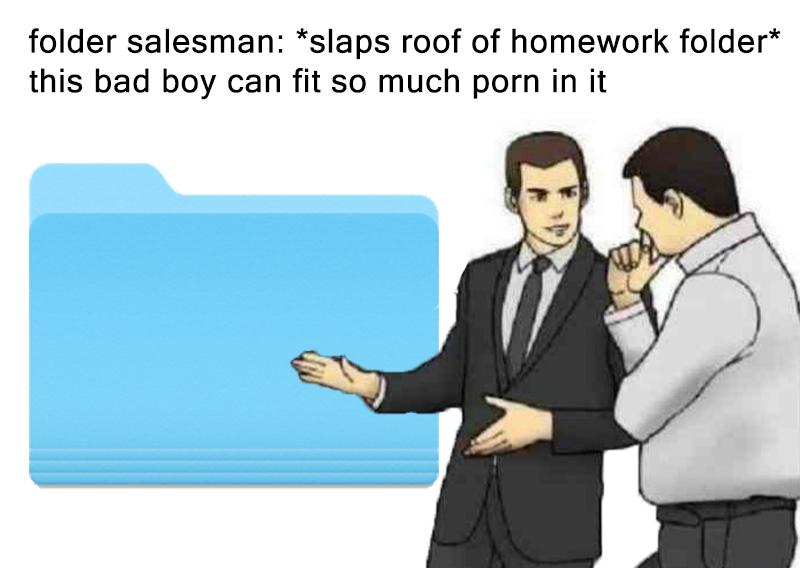 folder salesman: *slaps roof of homework folder*
this bad boy can fit so much porn in it